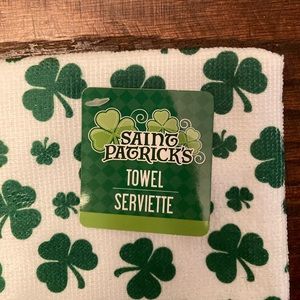 SAINT
PATRICK'S
TOWEL
SERVIETTE